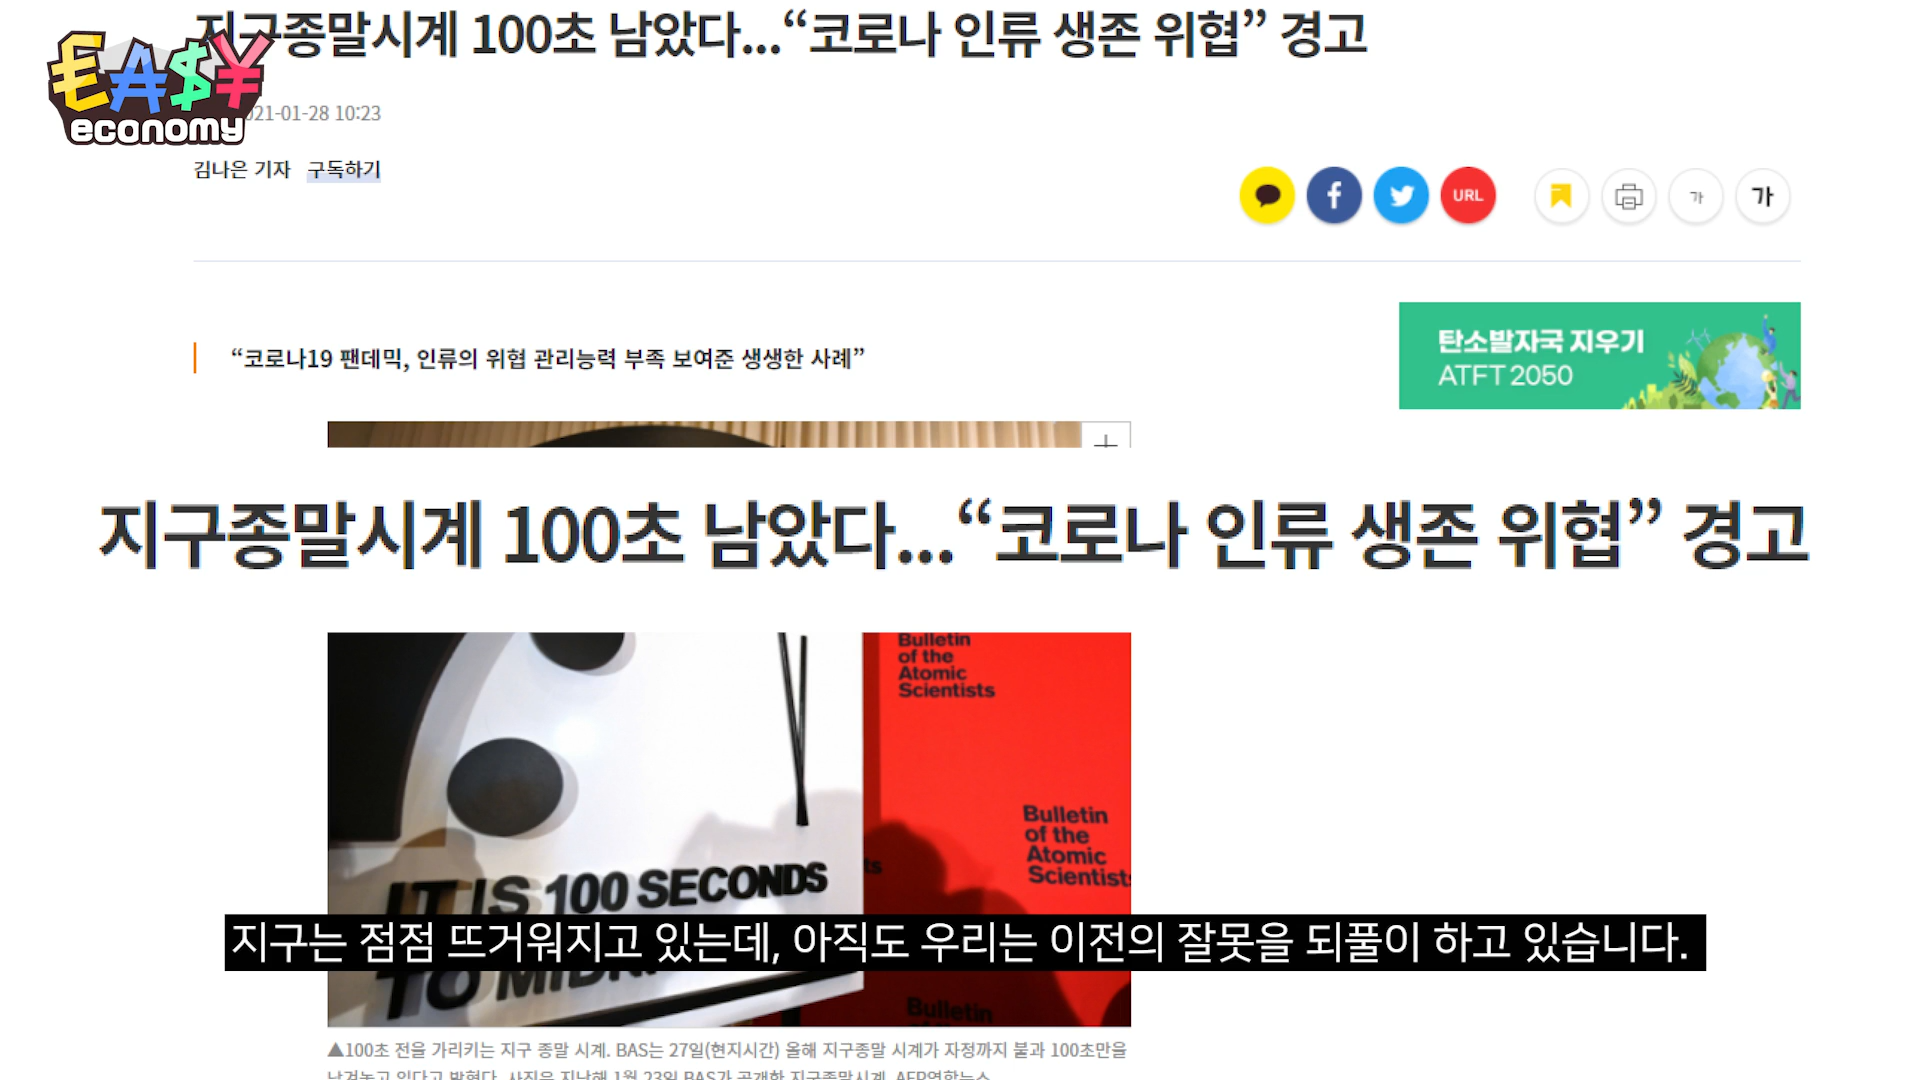 지구종말시계 100초 남았다...“코로나 인류 생존 위협” 경고
€A$¥
economy
021-01-28 10:23
김나은 기자 구독하기
URL
가
가
“코로나19 팬데믹, 인류의 위협 관리능력 부족 보여준 생생한 사례”
탄소발자국 지우기
ATFT 2050
지구종말시계 100초 남았다...“코로나 인류 생존 위협” 경고
Bulletin
of the
Atomic
Scientists
Bulletin
of the
Atomic
Scientists
ts
IT IS 100 SECONDS
지구는 점점 뜨거워지고 있는데, 아직도 우리는 이전의 잘못을 되풀이 하고 있습니다.
TO
Bulletin
▲100초 전을 가리키는 지구 종말 시계. BAS는 27일(현지시간) 올해 지구종말 시계가 자정까지 불과 100초만을